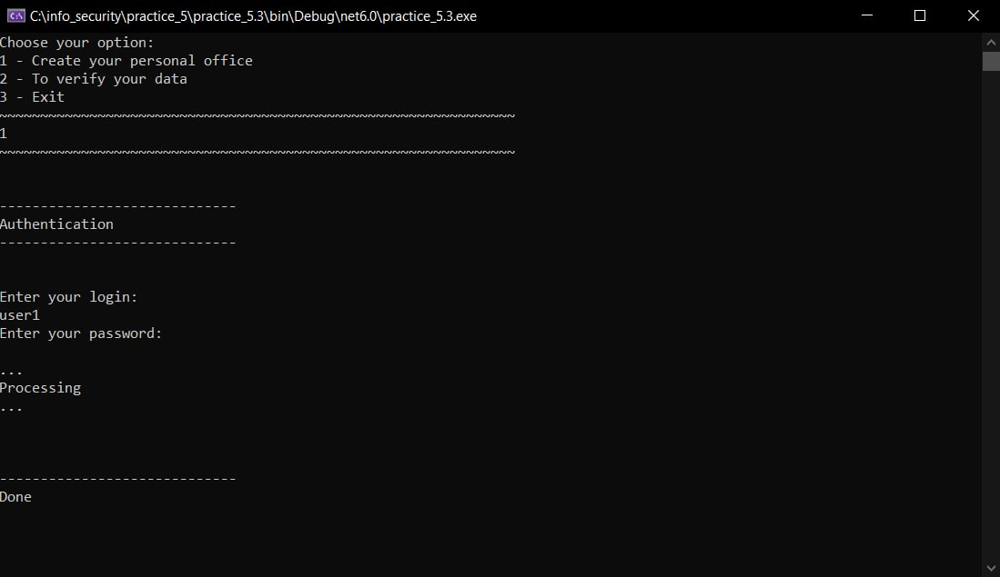 C:\info_security\practice_5\practice_5.3\bin\Debug\net6.0\practice_5.3.exe
Choose your option:
1 - Create your personal office
2 - To verify your data
3 - Exit
~~~~~~~~~~~~~~~~~~~~~~~~~~~~~~~~~~~~~~~~~~~~~~~~~~~~~~~~~~~~~~~
1
~~~~~~~~~~~~~~~~~~~~~~~~~~~~~~~~~~~~~~~~~~~~~~~~~~~~~~~~~~~~~~~
-----------------------------
Authentication
-----------------------------
Enter your login:
user1
Enter your password:
...
Processing
...
-----------------------------
Done